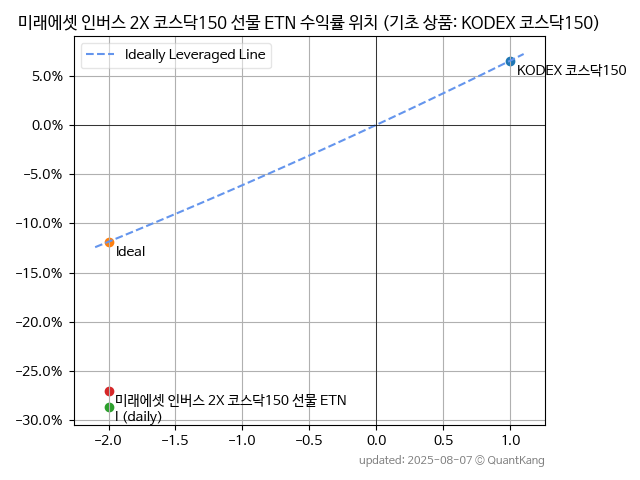 미래에셋 인버스 2X 코스닥150 선물 ETN 수익률 위치 (기초 상품: KODEX 코스닥150)
Ideally Leveraged Line
5.0%
KODEX 코스닥150
0.0%
−5.0%
−10.0%
Ideal
−15.0%
−20.0%
−25.0%
미래에셋 인버스 2X 코스닥150 선물 ETN
I (daily)
−30.0%
−2.0 −1.5 −1.0 −0.5 0.0 0.5 1.0
updated: 2025-08-07 © QuantKang